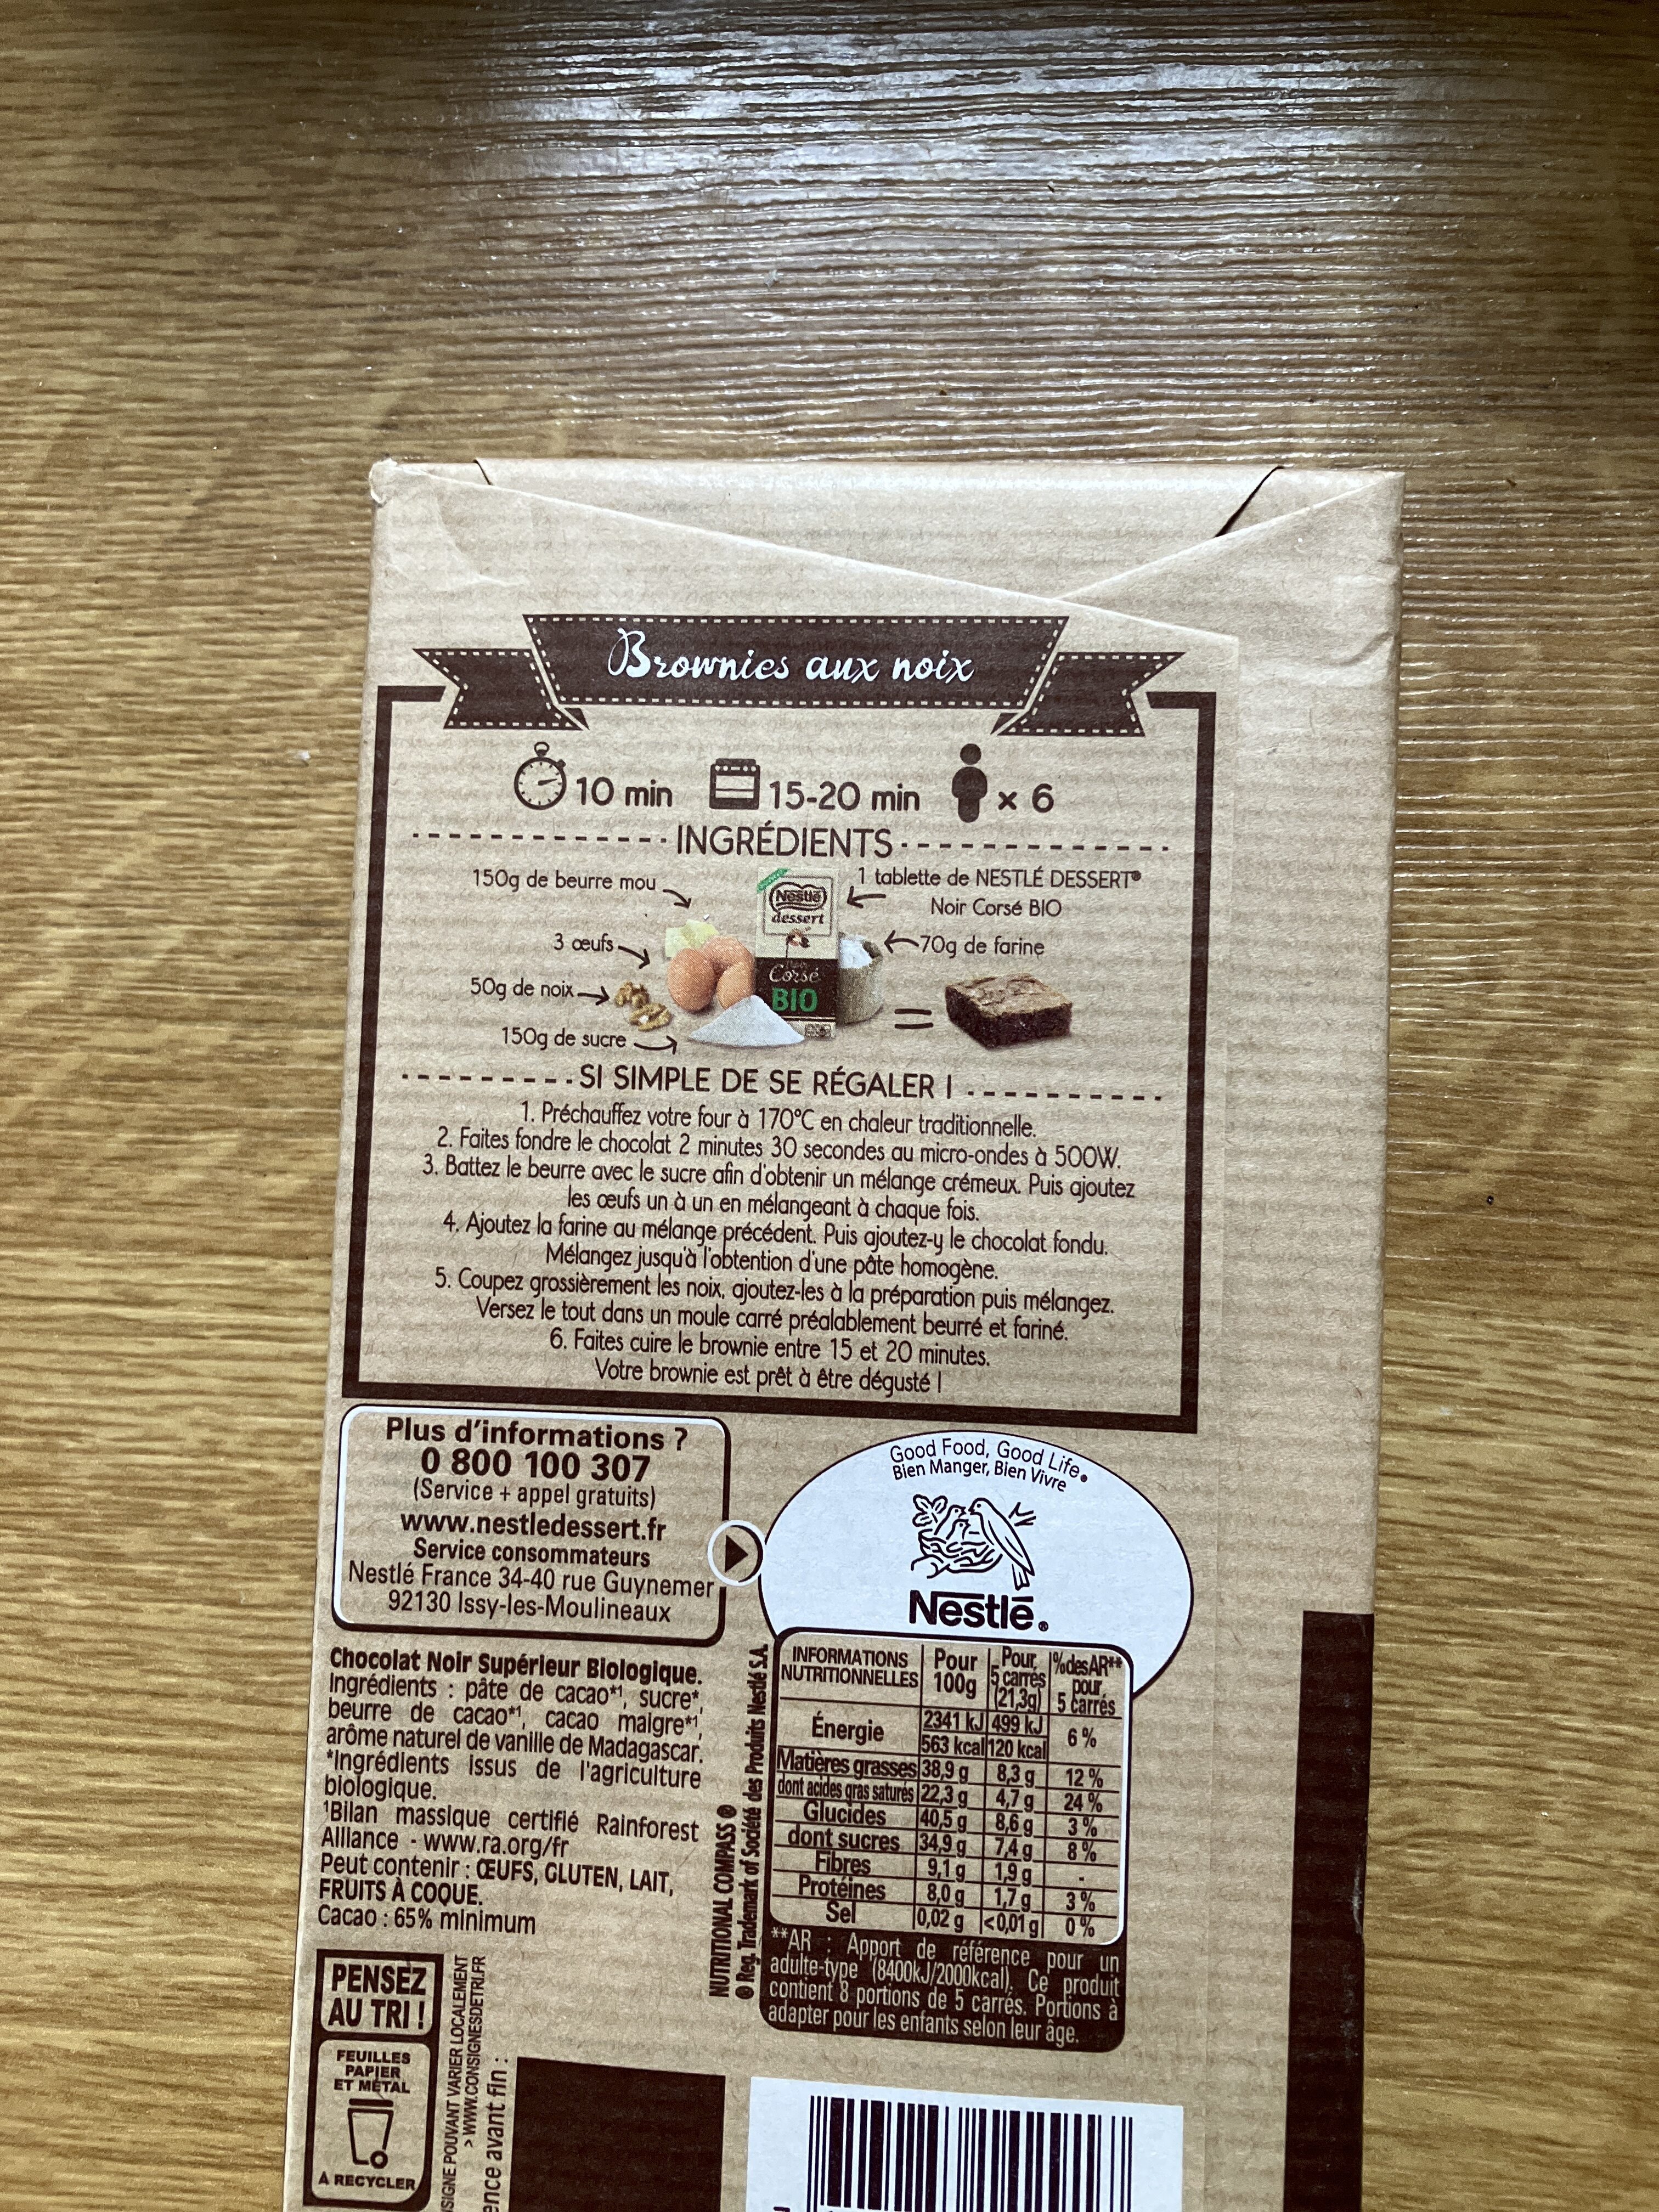 Brownies aux noix
10 min
15-20 min
x 6
INGRÉDIENTS
150g de beurre mou
1 tablette de NESTLÉ DESSERT®
Noir Corsé BIO
3 œufs
70g de farine
50g de noix
150g de sucre
Nestlé
dessert
Corsé
BIO
=
SI SIMPLE DE SE RÉGALER !
1. Préchauffez votre four à 170°C en chaleur traditionnelle.
2. Faites fondre le chocolat 2 minutes 30 secondes au micro-ondes à 500W.
3. Battez le beurre avec le sucre afin d'obtenir un mélange crémeux. Puis ajoutez
les œufs un à un en mélangeant à chaque fois.
4. Ajoutez la farine au mélange précédent. Puis ajoutez-y le chocolat fondu.
Mélangez jusqu'à l'obtention d'une pâte homogène.
5. Coupez grossièrement les noix, ajoutez-les à la préparation puis mélangez.
Versez le tout dans un moule carré préalablement beurré et fariné.
6. Faites cuire le brownie entre 15 et 20 minutes.
Votre brownie est prêt à être dégusté !
Plus d'informations ?
0 800 100 307
(Service + appel gratuits)
www.nestledessert.fr
Service consommateurs
Nestlé France 34-40 rue Guynemer
92130 Issy-les-Moulineaux
Good Food, Good Life®
Bien Manger, Bien Vivre
Nestlé®
Chocolat Noir Supérieur Biologique.
Ingrédients : pâte de cacao*¹, sucre*,
beurre de cacao*¹, cacao maigre*¹,
arôme naturel de vanille de Madagascar.
*Ingrédients issus de l'agriculture
biologique.
¹Bilan massique certifié Rainforest
Alliance - www.ra.org/fr
Peut contenir : ŒUFS, GLUTEN, LAIT,
FRUITS À COQUE.
Cacao : 65% minimum
NUTRITIONAL COMPASS ®
® Reg. Trademark of Société des Produits Nestlé S.A.
INFORMATIONS NUTRITIONNELLES Pour 100g Pour 5 carrés (21,3g) %desAR** pour 5 carrés
Énergie 2341 kJ 499 kJ 6 %
563 kcal 120 kcal
Matières grasses 38,9 g 8,3 g 12 %
dont acides gras saturés 22,3 g 4,7 g 24 %
Glucides 40,5 g 8,6 g 3 %
dont sucres 34,9 g 7,4 g 8 %
Fibres 9,1 g 1,9 g -
Protéines 8,0 g 1,7 g 3 %
Sel 0,02 g <0,01 g 0 %
**AR : Apport de référence pour un
adulte-type (8400kJ/2000kcal). Ce produit
contient 8 portions de 5 carrés. Portions à
adapter pour les enfants selon leur âge.
PENSEZ
AU TRI !
FEUILLES
PAPIER
ET MÉTAL
À RECYCLER
POUVANT VARIER LOCALEMENT
> WWW.CONSIGNESDETRI.FR
avant fin :